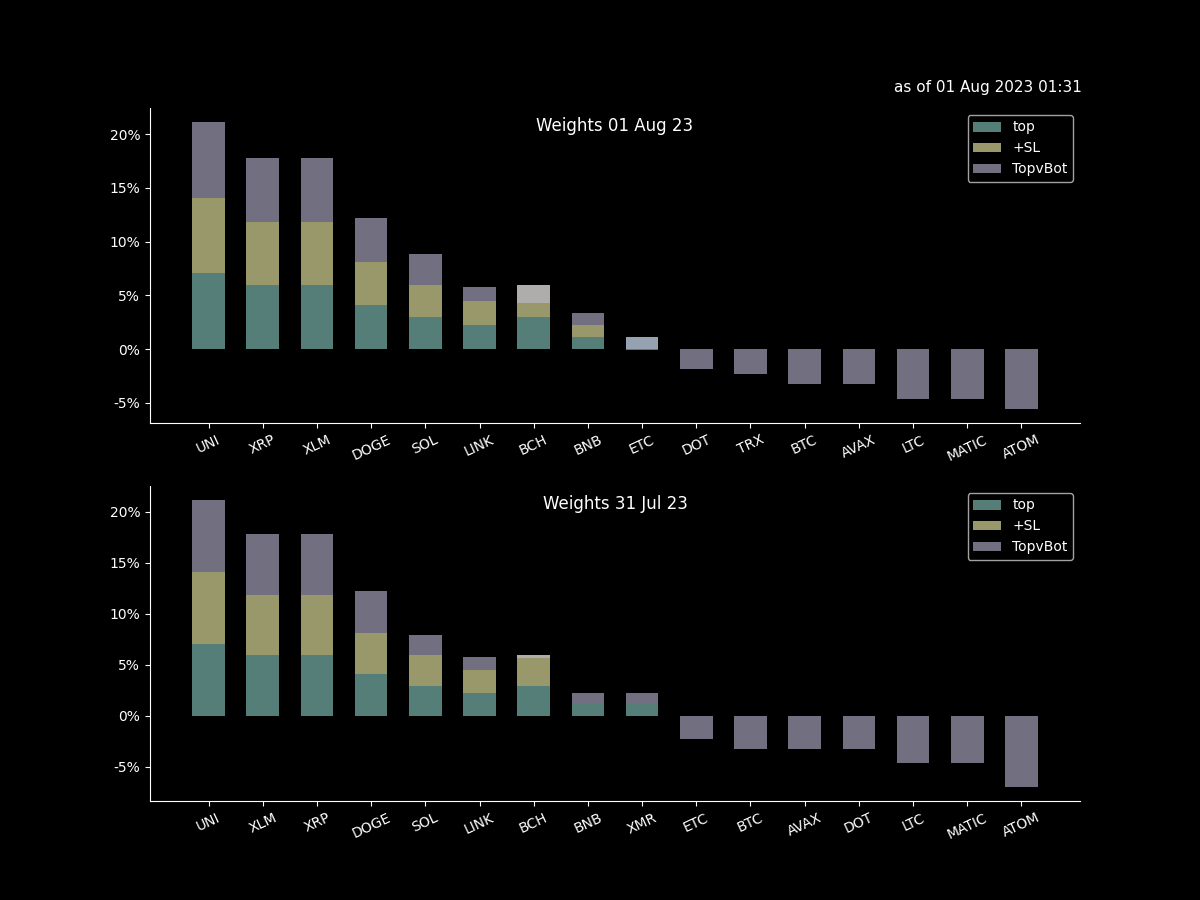 as of 01 Aug 2023 01:31
Weights 01 Aug 23
top
+SL
TopvBot
20%
15%
10%
5%
0%
-5%
UNI XRP XLM DOGE SOL LINK BCH BNB ETC DOT TRX BTC AVAX LTC MATIC ATOM
Weights 31 Jul 23
top
+SL
TopvBot
20%
15%
10%
5%
0%
-5%
UNI XLM XRP DOGE SOL LINK BCH BNB XMR ETC BTC AVAX DOT LTC MATIC ATOM